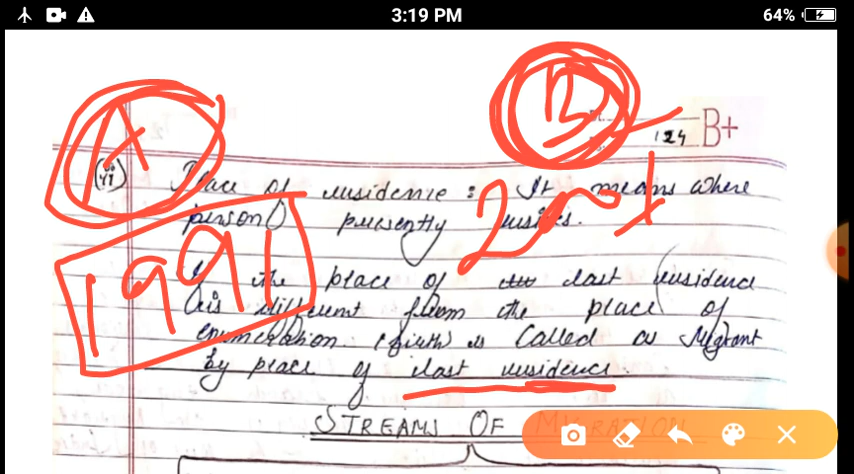 3:19 PM 64%
A B
124 B+
(ii) Place of residence : It means where
person presently resides. 2001
1991
If the place of last residence
is different from the place of
enumeration (birth) is Called as Migrant
by place of last residence.
STREAMS OF MIGRATION